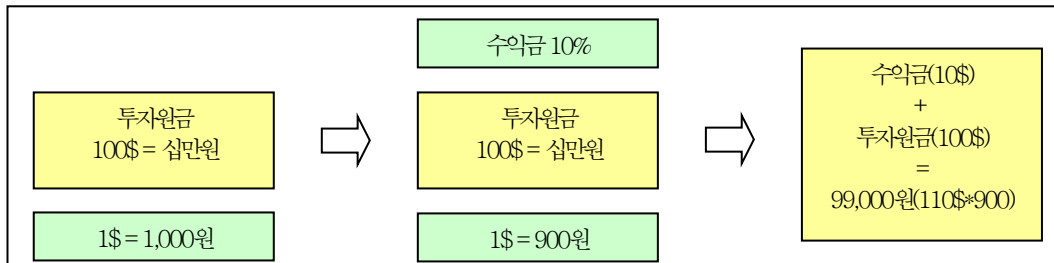 투자원금
100$ = 십만원
1$ = 1,000원
수익금 10%
투자원금
100$ = 십만원
1$ = 900원
수익금(10$)
+
투자원금(100$)
=
99,000원(110$*900)